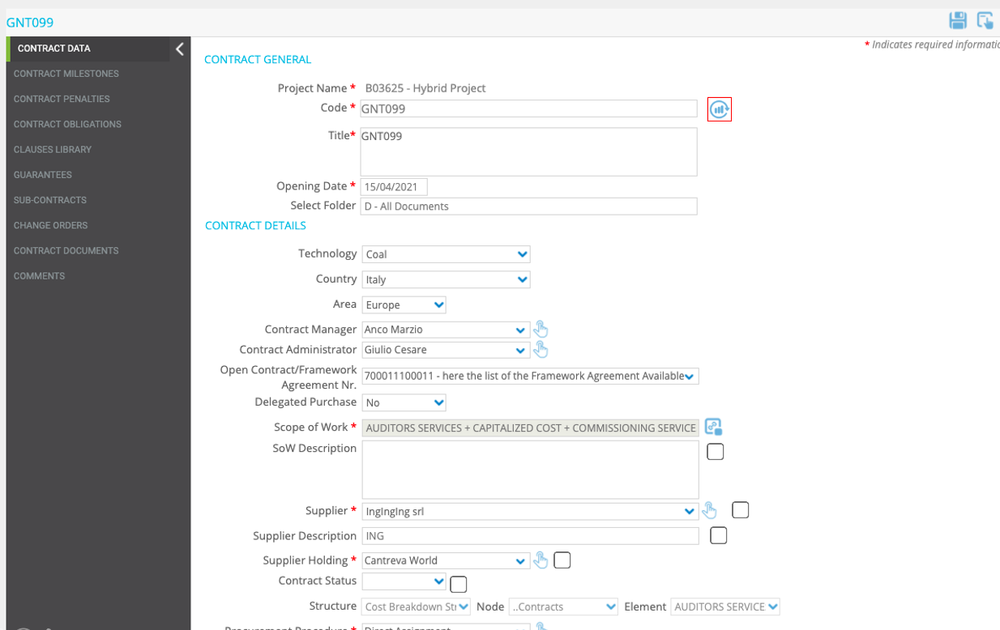 GNT099
* Indicates required informatio
CONTRACT DATA
CONTRACT MILESTONES
CONTRACT PENALTIES
CONTRACT OBLIGATIONS
CLAUSES LIBRARY
GUARANTEES
SUB-CONTRACTS
CHANGE ORDERS
CONTRACT DOCUMENTS
COMMENTS
CONTRACT GENERAL
Project Name * B03625 - Hybrid Project
Code * GNT099
Title* GNT099
Opening Date * 15/04/2021
Select Folder D - All Documents
CONTRACT DETAILS
Technology Coal
Country Italy
Area Europe
Contract Manager Anco Marzio
Contract Administrator Giulio Cesare
Open Contract/Framework
Agreement Nr. 700011100011 - here the list of the Framework Agreement Available
Delegated Purchase No
Scope of Work * AUDITORS SERVICES + CAPITALIZED COST + COMMISSIONING SERVICE
SoW Description
Supplier * IngIngIng srl
Supplier Description ING
Supplier Holding * Cantreva World
Contract Status
Structure Cost Breakdown Str Node ..Contracts Element AUDITORS SERVICE
Procurement Procedure * Direct Assignment